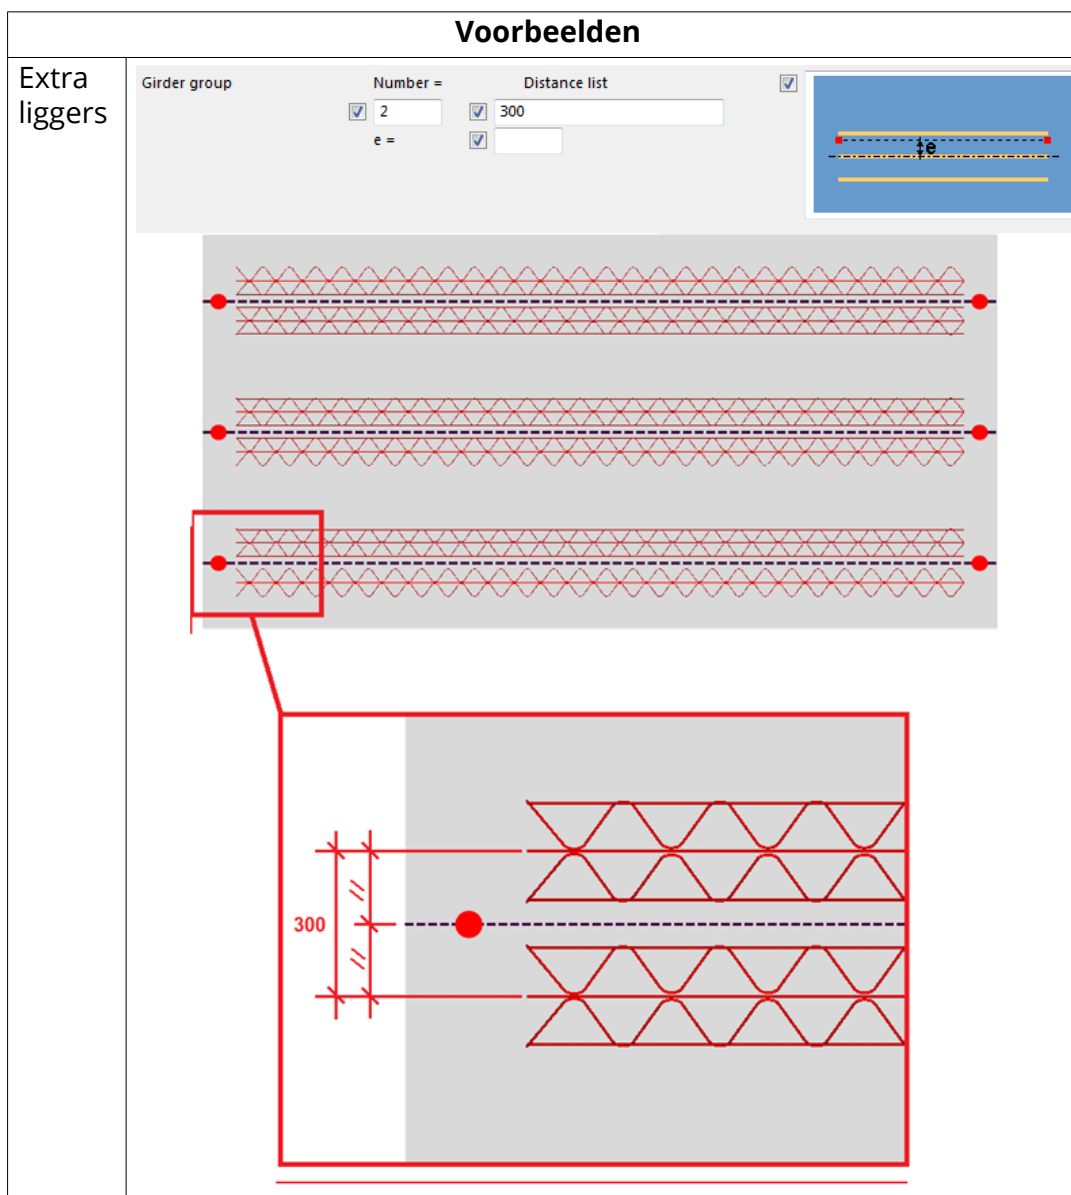 Voorbeelden
Extra
liggers
Girder group
Number =
Distance list
2
300
e =
e
300